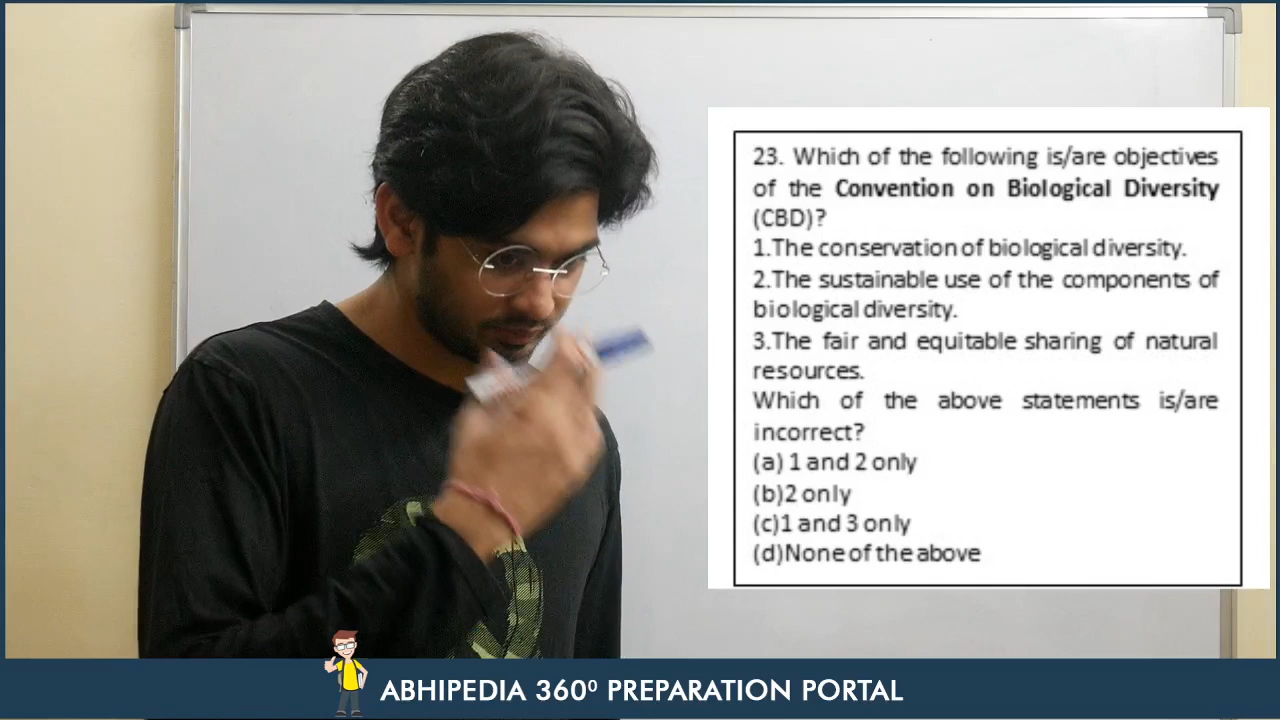 23. Which of the following is/are objectives
of the Convention on Biological Diversity
(CBD)?
1.The conservation of biological diversity.
2.The sustainable use of the components of
biological diversity.
3.The fair and equitable sharing of natural
resources.
Which of the above statements is/are
incorrect?
(a) 1 and 2 only
(b)2 only
(c)1 and 3 only
(d)None of the above
ABHIPEDIA 360⁰ PREPARATION PORTAL